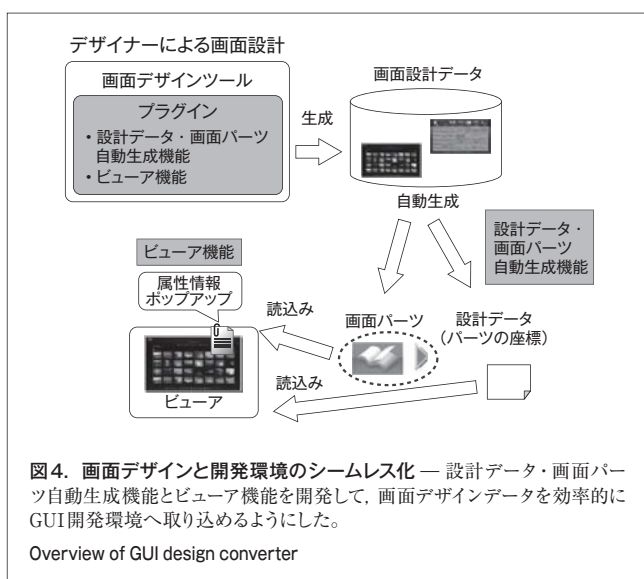 デザイナーによる画面設計
画面デザインツール
プラグイン
・設計データ・画面パーツ
自動生成機能
・ビューア機能
生成
画面設計データ
自動生成
設計データ・
画面パーツ
自動生成機能
ビューア機能
属性情報
ポップアップ
読込み
画面パーツ
設計データ
（パーツの座標）
読込み
ビューア
図4. 画面デザインと開発環境のシームレス化 — 設計データ・画面パー
ツ自動生成機能とビューア機能を開発して，画面デザインデータを効率的に
GUI開発環境へ取り込めるようにした。
Overview of GUI design converter